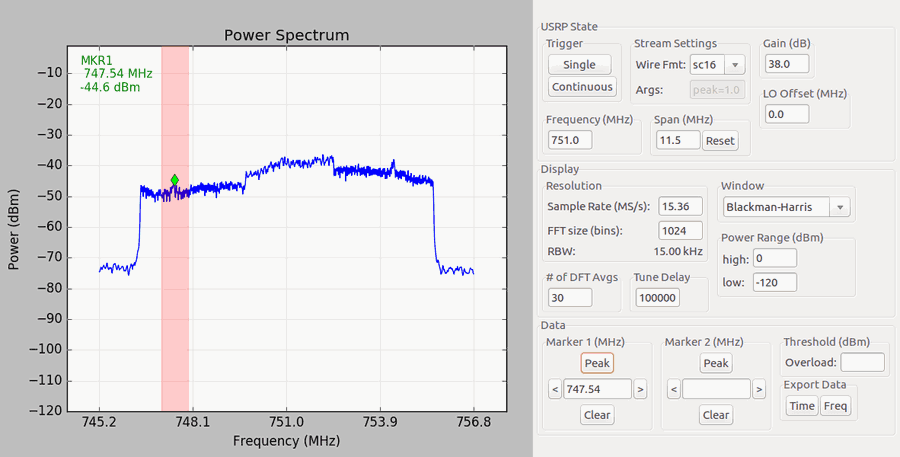 Power Spectrum
MKR1
747.54 MHz
-44.6 dBm
−10
−20
−30
−40
−50
−60
−70
−80
−90
−100
−110
−120
Power (dBm)
745.2 748.1 751.0 753.9 756.8
Frequency (MHz)
USRP State
Trigger
Single
Continuous
Stream Settings
Wire Fmt: sc16
Args: peak=1.0
Gain (dB)
38.0
LO Offset (MHz)
0.0
Frequency (MHz)
751.0
Span (MHz)
11.5 Reset
Display
Resolution
Sample Rate (MS/s): 15.36
FFT size (bins): 1024
RBW: 15.00 kHz
Window
Blackman-Harris
Power Range (dBm)
high: 0
low: -120
# of DFT Avgs
30
Tune Delay
100000
Data
Marker 1 (MHz)
Peak
< 747.54 >
Clear
Marker 2 (MHz)
Peak
< >
Clear
Threshold (dBm)
Overload:
Export Data
Time Freq